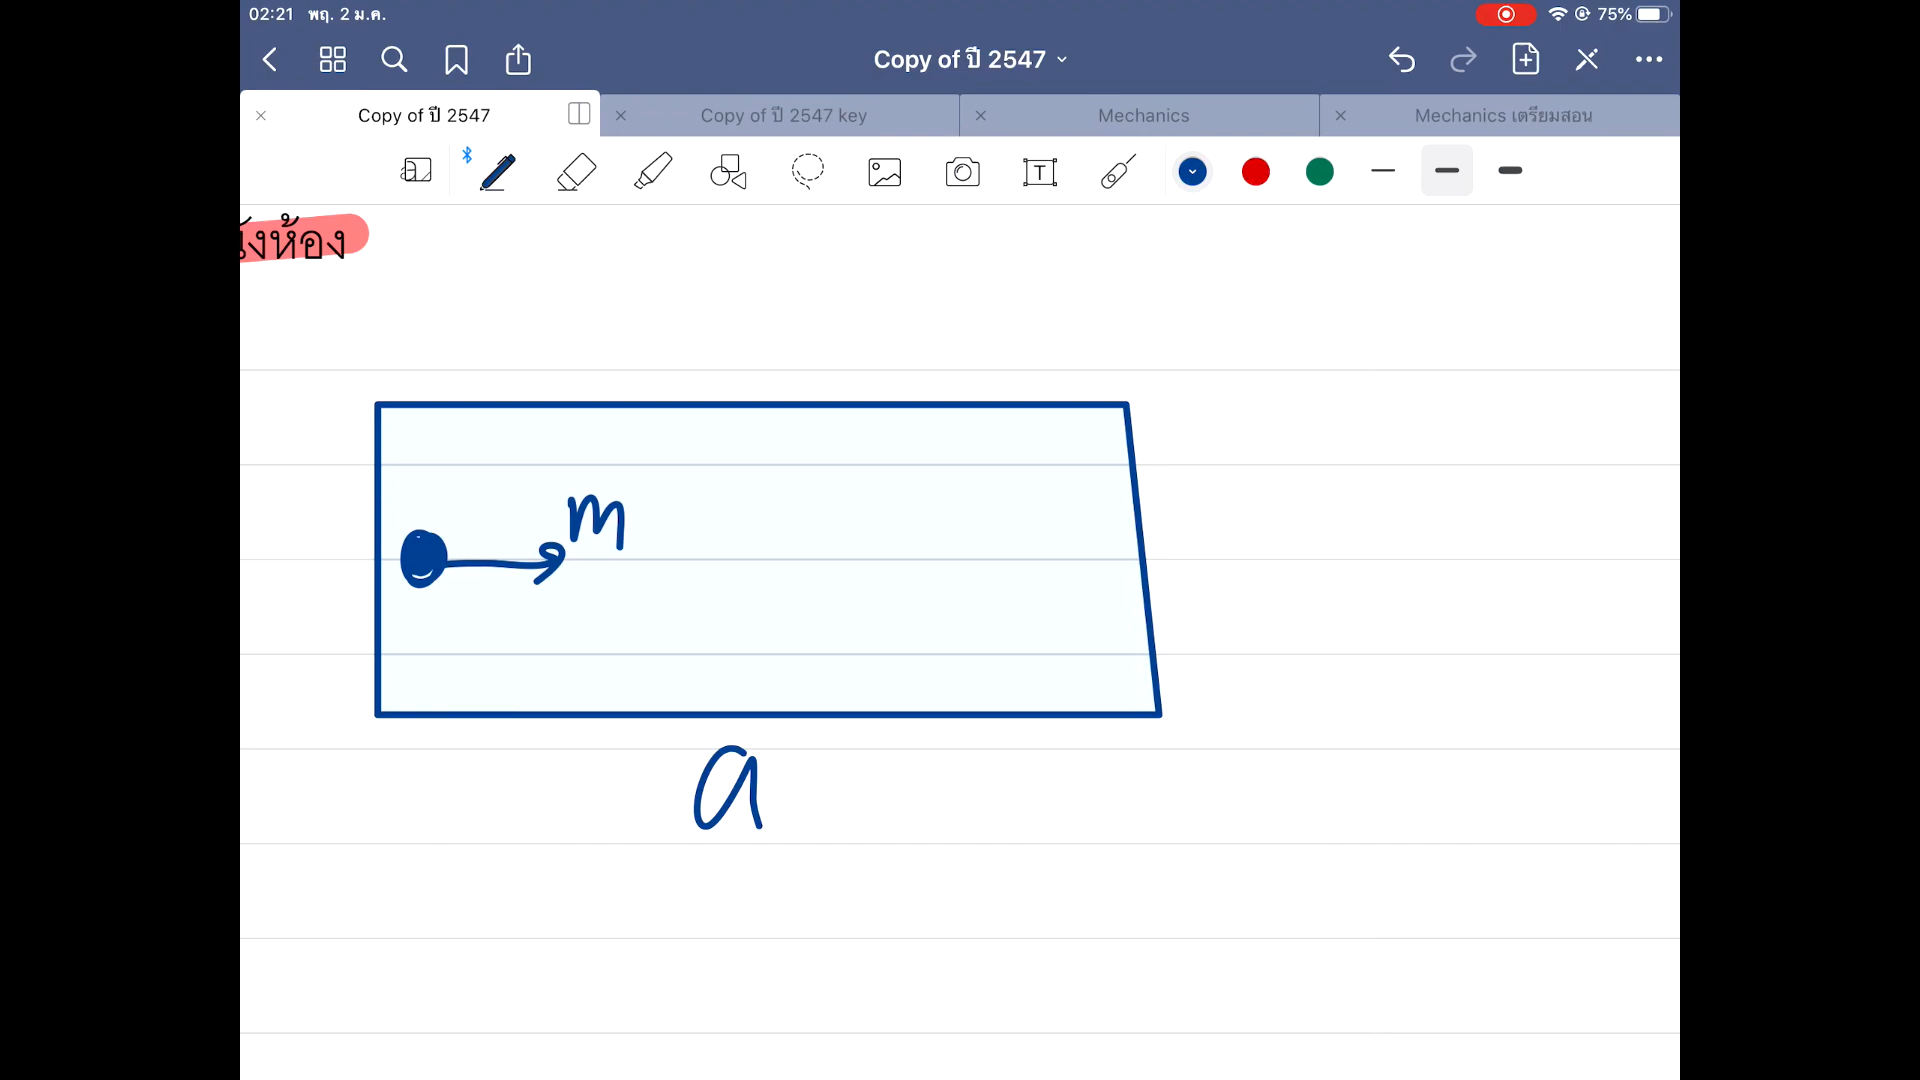 02:21 พฤ. 2 ม.ค. 75%
Copy of ปี 2547
Copy of ปี 2547
Copy of ปี 2547 key
Mechanics
Mechanics เตรียมสอน
T
ังห้อง
m
a